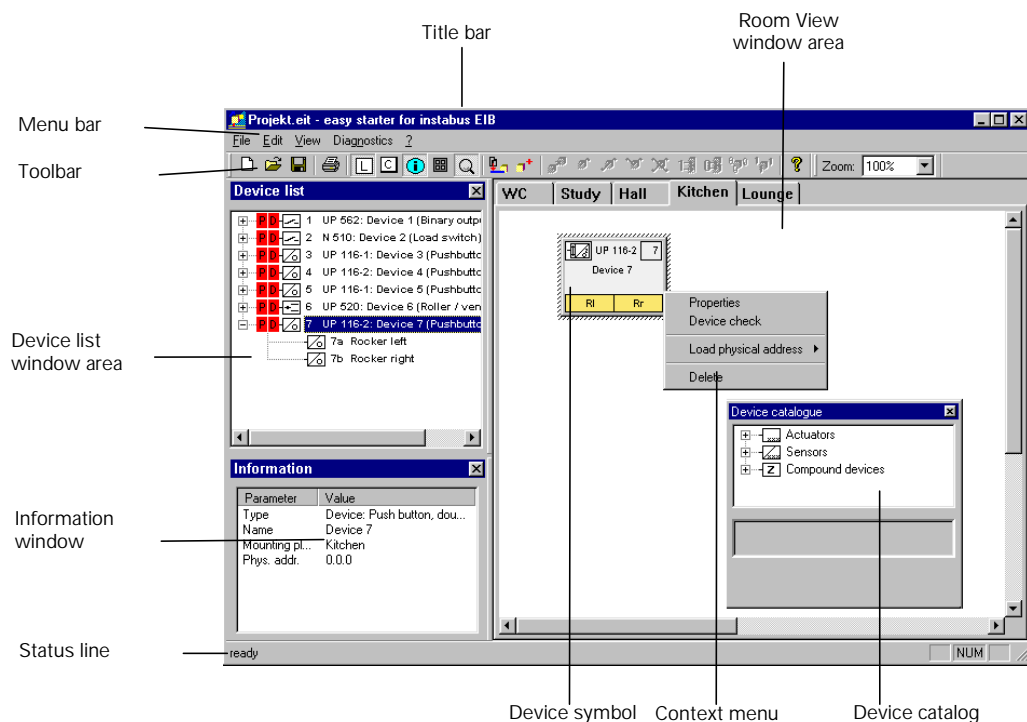 Title bar
Room View
window area
Menu bar
Toolbar
Device list
window area
Information
window
Status line
Projekt.eit - easy starter for instabus EIB
File Edit View Diagnostics ?
L C i Zoom: 100%
Device list
1 UP 562: Device 1 (Binary outpu
2 N 510: Device 2 (Load switch)
3 UP 116-1: Device 3 (Pushbutto
4 UP 116-2: Device 4 (Pushbutto
5 UP 116-1: Device 5 (Pushbutto
6 UP 520: Device 6 (Roller / ven
7 UP 116-2: Device 7 (Pushbutto
7a Rocker left
7b Rocker right
Information
Parameter Value
Type Device: Push button, dou...
Name Device 7
Mounting pl... Kitchen
Phys. addr. 0.0.0
WC Study Hall Kitchen Lounge
UP 116-2 7
Device 7
Rl Rr
Properties
Device check
Load physical address
Delete
Device catalogue
Actuators
Sensors
Z Compound devices
ready NUM
Device symbol Context menu Device catalog